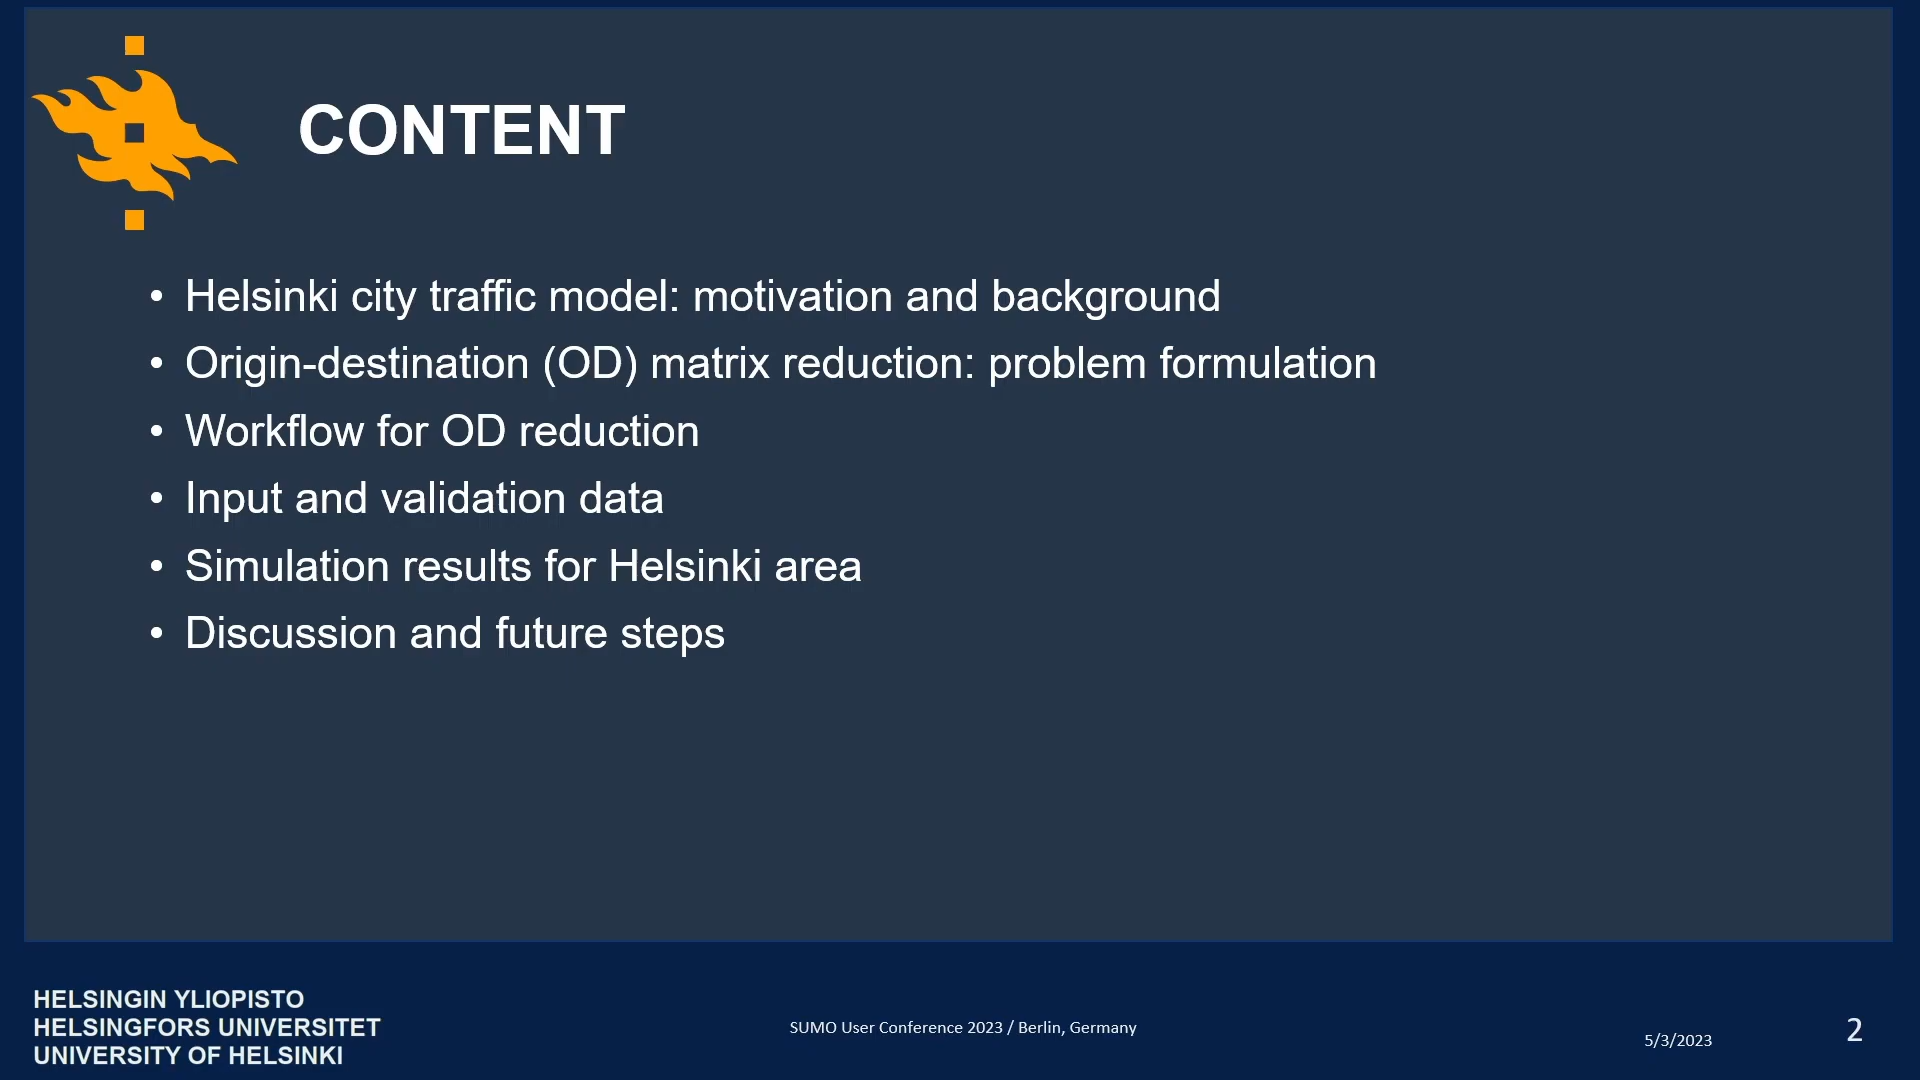 CONTENT
• Helsinki city traffic model: motivation and background
• Origin-destination (OD) matrix reduction: problem formulation
• Workflow for OD reduction
• Input and validation data
• Simulation results for Helsinki area
• Discussion and future steps
HELSINGIN YLIOPISTO
HELSINGFORS UNIVERSITET
UNIVERSITY OF HELSINKI
SUMO User Conference 2023 / Berlin, Germany
5/3/2023
2